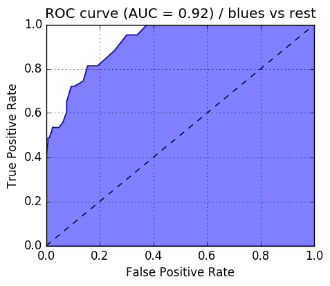 ROC curve (AUC = 0.92) / blues vs rest
1.0
0.8
0.6
0.4
0.2
0.0
True Positive Rate
0.0 0.2 0.4 0.6 0.8 1.0
False Positive Rate